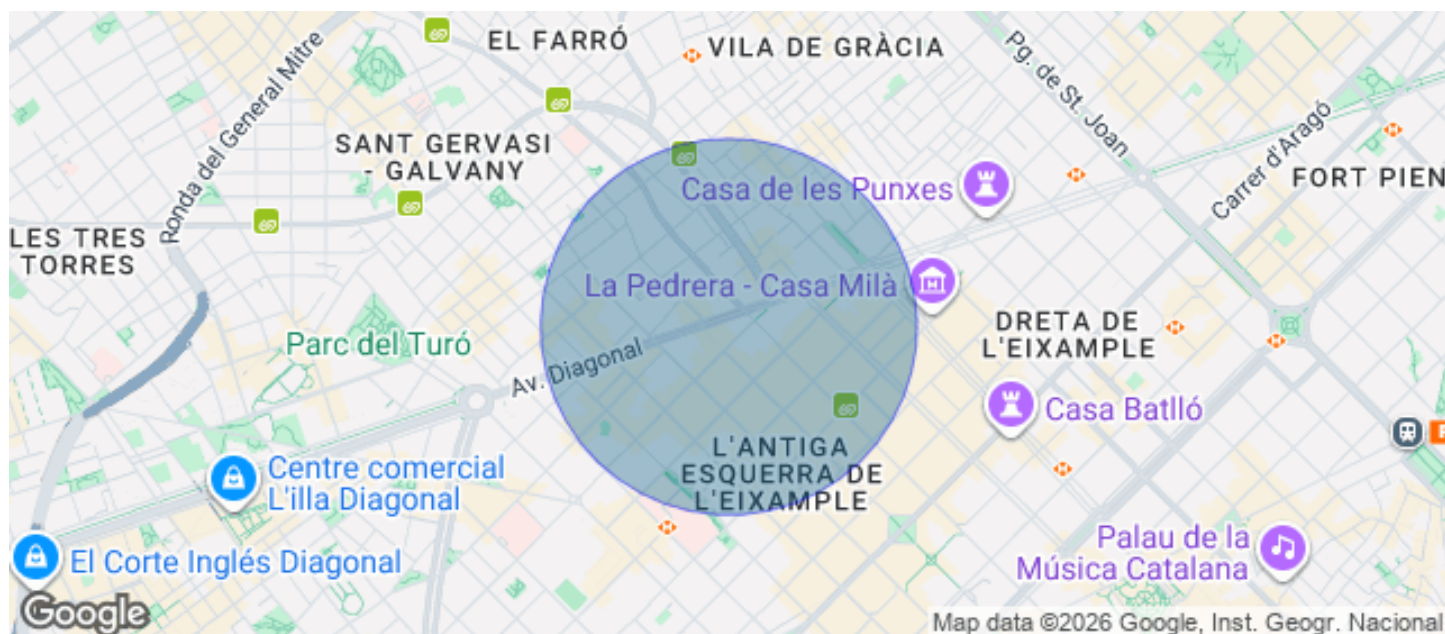 EL FARRÓ
VILA DE GRÀCIA
Pg. de St. Joan
Ronda del General Mitre
SANT GERVASI
- GALVANY
Carrer d'Aragó
Casa de les Punxes
FORT PIEN
LES TRES
TORRES
La Pedrera - Casa Milà
DRETA DE
L'EIXAMPLE
Parc del Turó
Av. Diagonal
Casa Batlló
L'ANTIGA
ESQUERRA DE
L'EIXAMPLE
Centre comercial
L'illa Diagonal
El Corte Inglés Diagonal
Palau de la
Música Catalana
Google
Map data ©2026 Google, Inst. Geogr. Nacional